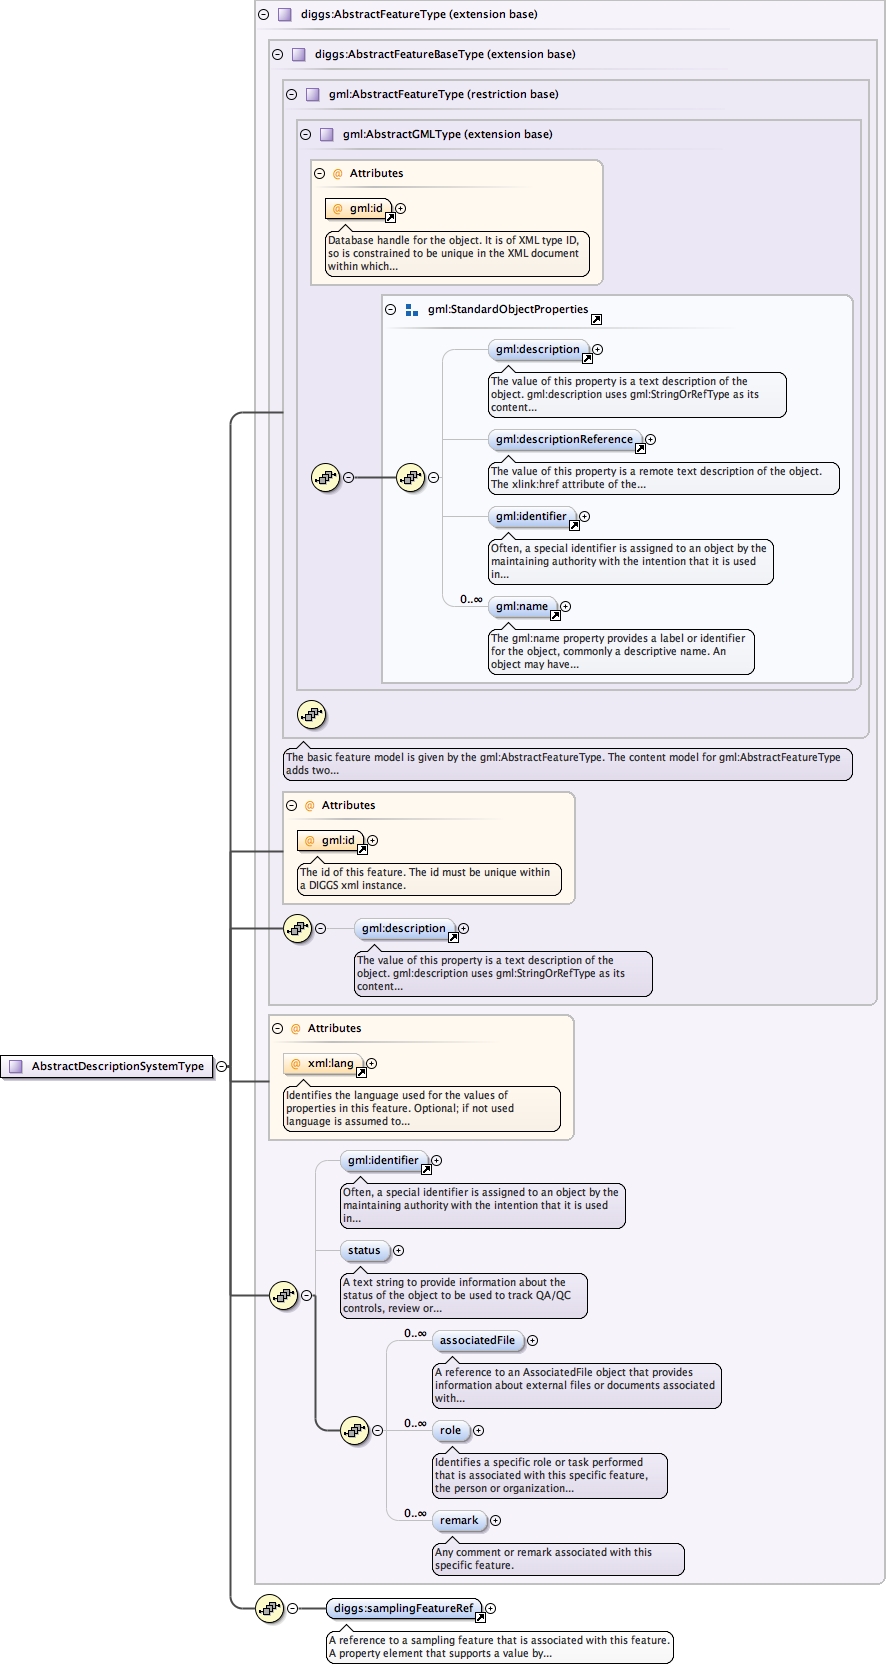 diggs:AbstractFeatureType (extension base)
diggs:AbstractFeatureBaseType (extension base)
gml:AbstractFeatureType (restriction base)
gml:AbstractGMLType (extension base)
@ Attributes
@ gml:id
Database handle for the object. It is of XML type ID,
so is constrained to be unique in the XML document
within which...
gml:StandardObjectProperties
gml:description
The value of this property is a text description of the
object. gml:description uses gml:StringOrRefType as its
content...
gml:descriptionReference
The value of this property is a remote text description of the object.
The xlink:href attribute of the...
gml:identifier
Often, a special identifier is assigned to an object by the
maintaining authority with the intention that it is used
in...
0..∞
gml:name
The gml:name property provides a label or identifier
for the object, commonly a descriptive name. An
object may have...
The basic feature model is given by the gml:AbstractFeatureType. The content model for gml:AbstractFeatureType
adds two...
@ Attributes
@ gml:id
The id of this feature. The id must be unique within
a DIGGS xml instance.
gml:description
The value of this property is a text description of the
object. gml:description uses gml:StringOrRefType as its
content...
@ Attributes
AbstractDescriptionSystemType
@ xml:lang
Identifies the language used for the values of
properties in this feature. Optional; if not used
language is assumed to...
gml:identifier
Often, a special identifier is assigned to an object by the
maintaining authority with the intention that it is used
in...
status
A text string to provide information about the
status of the object to be used to track QA/QC
controls, review or...
0..∞
associatedFile
A reference to an AssociatedFile object that provides
information about external files or documents associated
with...
0..∞
role
Identifies a specific role or task performed
that is associated with this specific feature,
the person or organization...
0..∞
remark
Any comment or remark associated with this
specific feature.
diggs:samplingFeatureRef
A reference to a sampling feature that is associated with this feature.
A property element that supports a value by...